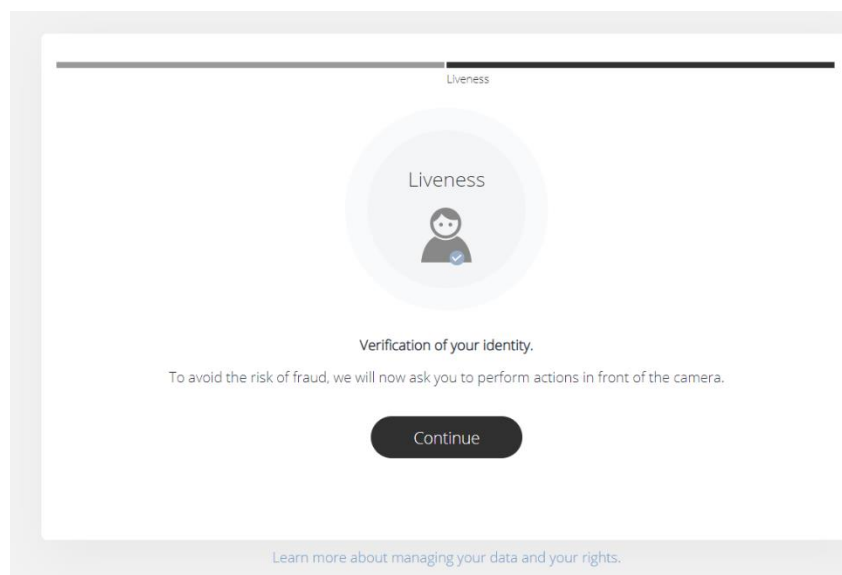 Liveness
Liveness
Verification of your identity.
To avoid the risk of fraud, we will now ask you to perform actions in front of the camera.
Continue
Learn more about managing your data and your rights.